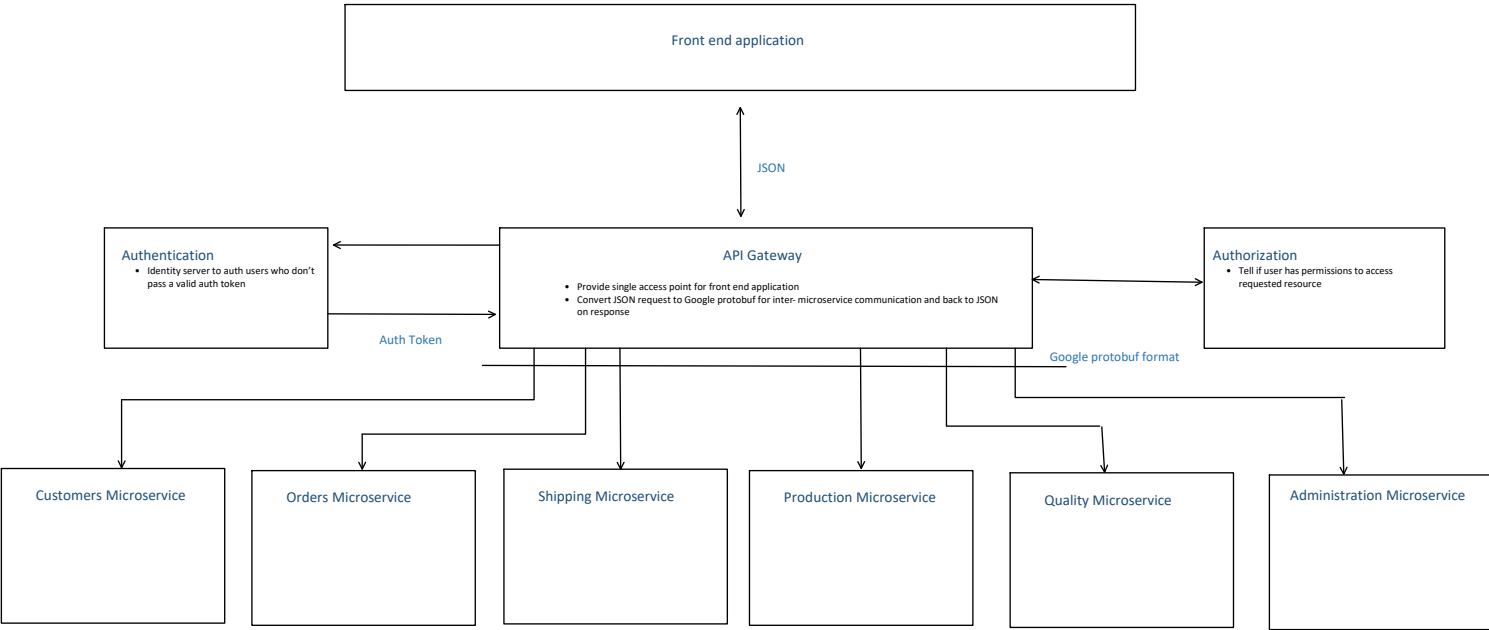 Front end application
JSON
Authentication
• Identity server to auth users who don’t
pass a valid auth token
API Gateway
• Provide single access point for front end application
• Convert JSON request to Google protobuf for inter- microservice communication and back to JSON
on response
Authorization
• Tell if user has permissions to access
requested resource
Auth Token
Google protobuf format
Customers Microservice
Orders Microservice
Shipping Microservice
Production Microservice
Quality Microservice
Administration Microservice